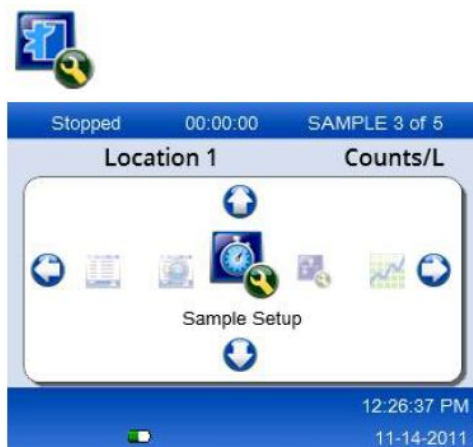 Stopped 00:00:00 SAMPLE 3 of 5
Location 1 Counts/L
Sample Setup
12:26:37 PM
11-14-2011